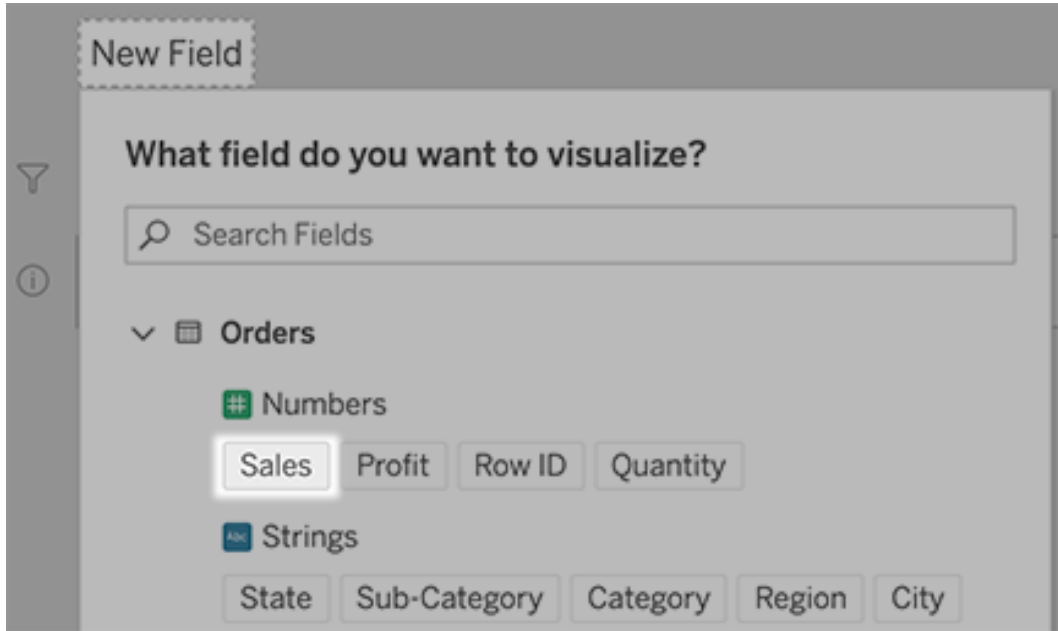 New Field
What field do you want to visualize?
Search Fields
Orders
# Numbers
Sales Profit Row ID Quantity
Abc Strings
State Sub-Category Category Region City